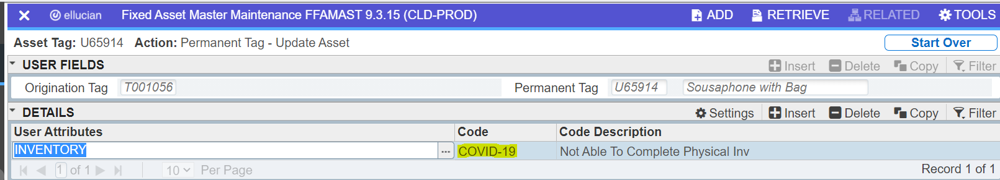 ellucian Fixed Asset Master Maintenance FFAMAST 9.3.15 (CLD-PROD) ADD RETRIEVE RELATED TOOLS
Asset Tag: U65914 Action: Permanent Tag - Update Asset Start Over
USER FIELDS Insert Delete Copy Filter
Origination Tag T001056 Permanent Tag U65914 Sousaphone with Bag
DETAILS Settings Insert Delete Copy Filter
User Attributes Code Code Description
INVENTORY ... COVID-19 Not Able To Complete Physical Inv
1 of 1 10 Per Page Record 1 of 1